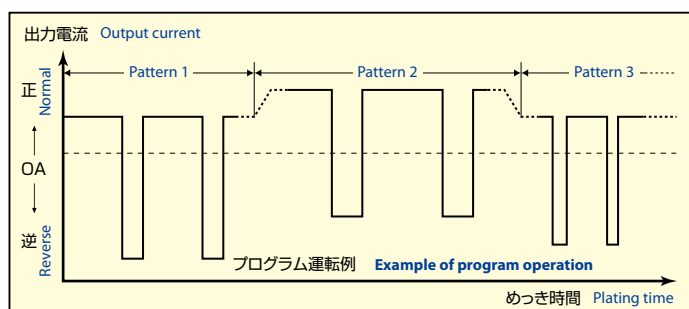 出力電流 Output current
Pattern 1
Pattern 2
Pattern 3
正 Normal
0A
逆 Reverse
プログラム運転例 Example of program operation
めっき時間 Plating time